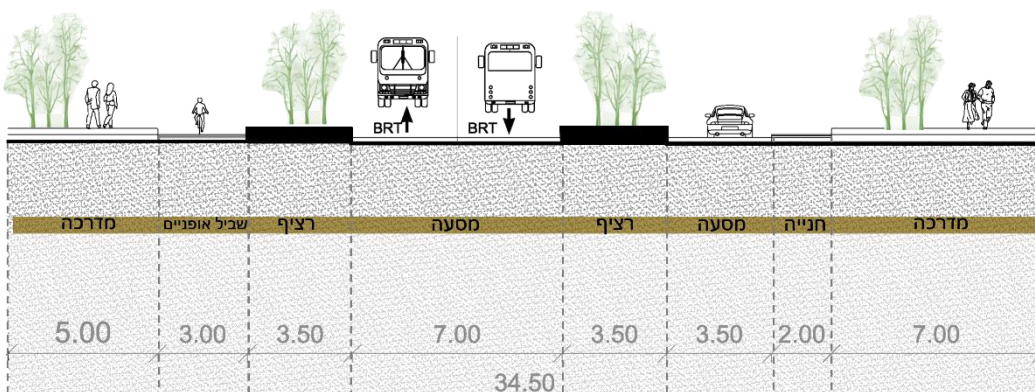 BRT BRT
מדרכה שביל אופניים רציף מסעה רציף מסעה חנייה מדרכה
5.00 3.00 3.50 7.00 3.50 3.50 2.00 7.00
34.50